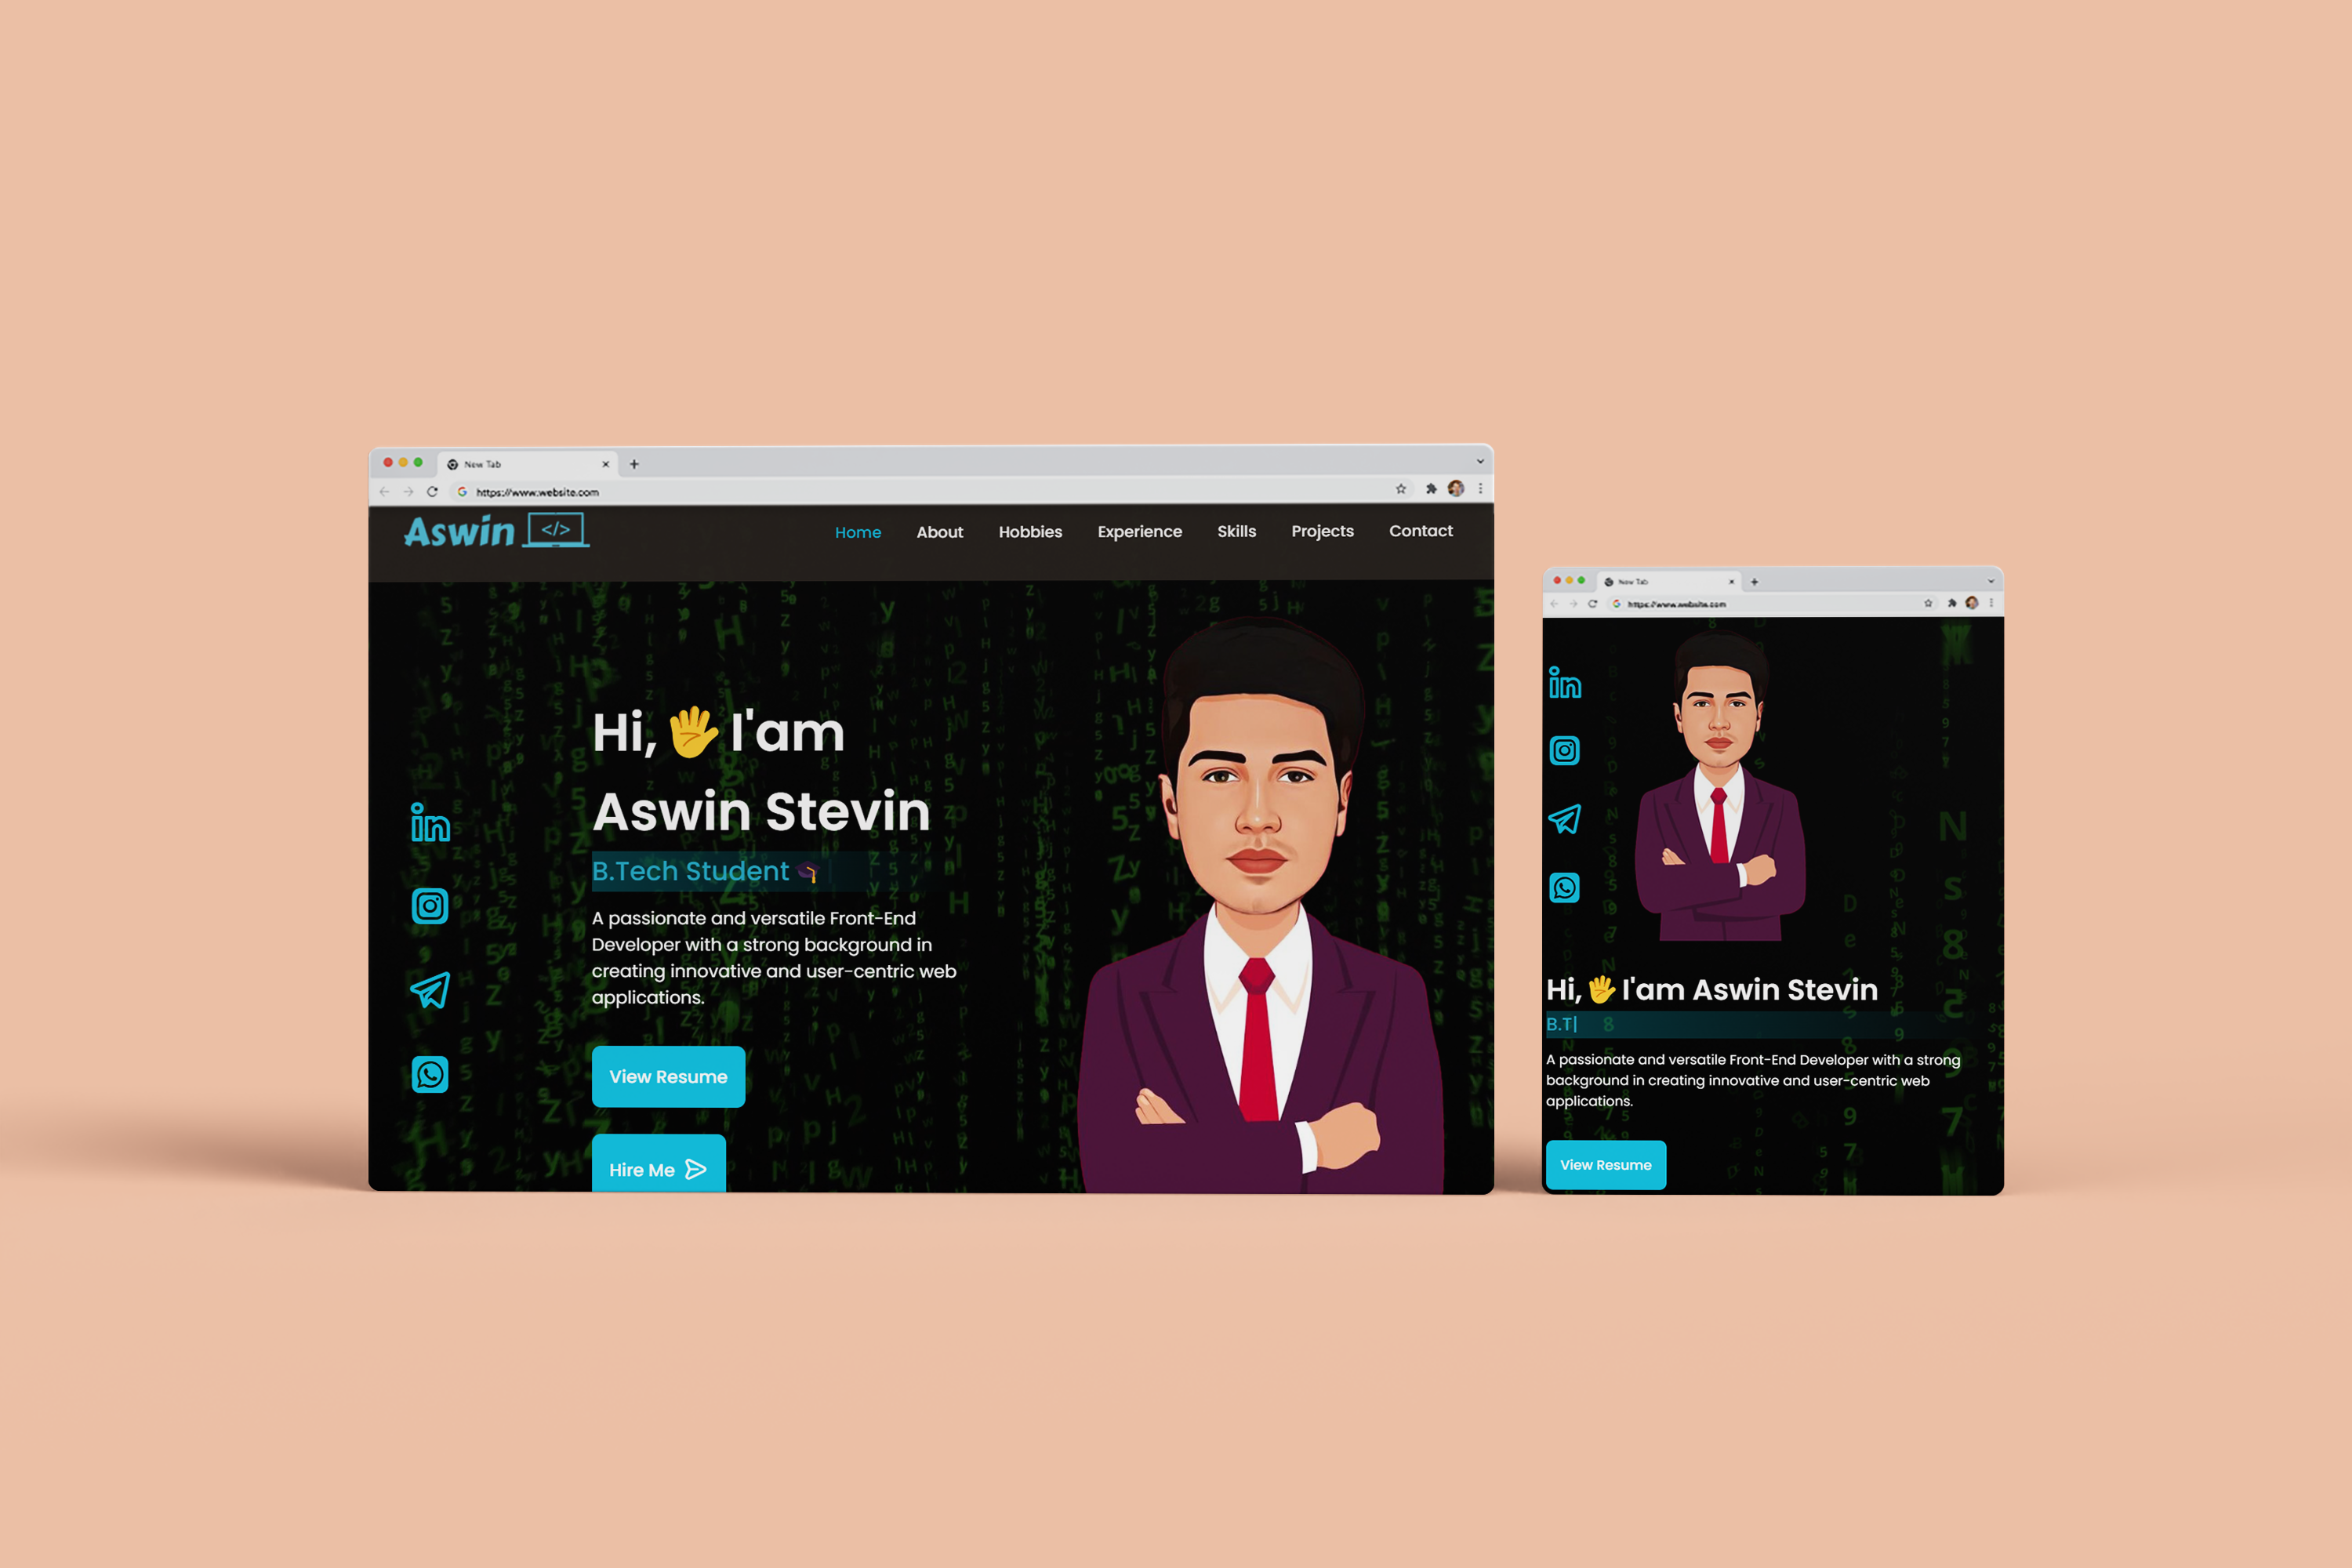 New Tab
https://www.website.com
Aswin </>
Home About Hobbies Experience Skills Projects Contact
Hi, I'am
Aswin Stevin
B.Tech Student
A passionate and versatile Front-End
Developer with a strong background in
creating innovative and user-centric web
applications.
View Resume
Hire Me
New Tab
https://www.website.com
Hi, I'am Aswin Stevin
B.T|
A passionate and versatile Front-End Developer with a strong
background in creating innovative and user-centric web
applications.
View Resume